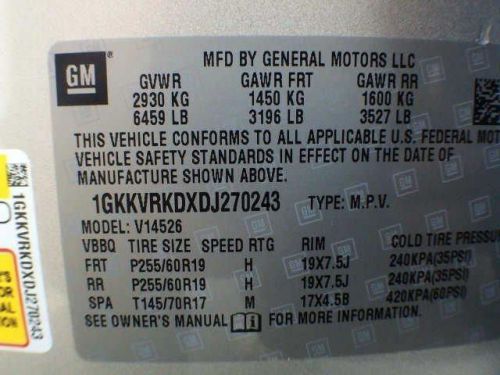 GM
MFD BY GENERAL MOTORS LLC
GVWR GAWR FRT GAWR RR
2930 KG 1450 KG 1600 KG
6459 LB 3196 LB 3527 LB
THIS VEHICLE CONFORMS TO ALL APPLICABLE U.S. FEDERAL MOTO
VEHICLE SAFETY STANDARDS IN EFFECT ON THE DATE OF
MANUFACTURE SHOWN ABOVE.
1GKKVRKDXDJ270243 TYPE: M.P.V.
MODEL: V14526
VBBQ TIRE SIZE SPEED RTG RIM COLD TIRE PRESSU
FRT P255/60R19 H 19X7.5J 240KPA(35PSI)
RR P255/60R19 H 19X7.5J 240KPA(35PSI)
SPA T145/70R17 M 17X4.5B 420KPA(60PSI)
SEE OWNER'S MANUAL FOR MORE INFORMATION.
1GKKVRKDXDJ270243